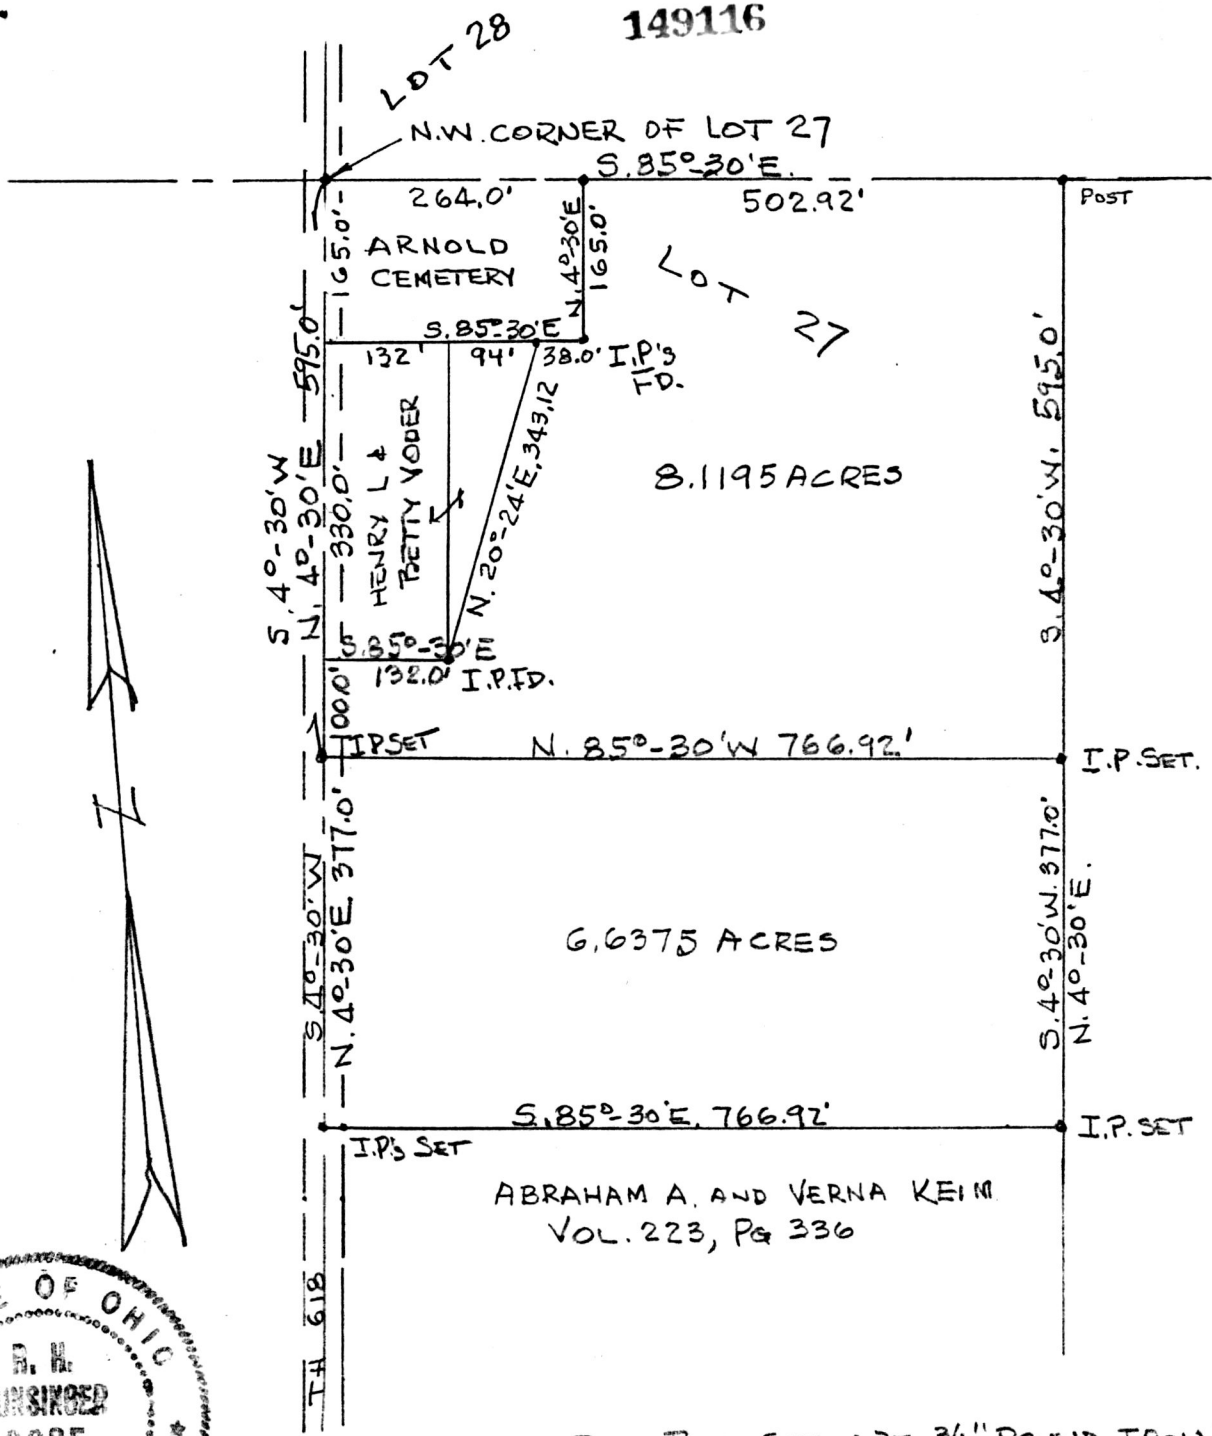 149116
LOT 28
N.W. CORNER OF LOT 27
S. 85°-30'E.
264.0'
502.92'
POST
165.0'
ARNOLD
CEMETERY
N. 4°-30'E
165.0'
LOT 27
S. 85°-30'E
132'
94'
38.0'
I.P.'s
FD.
S. 4°-30'W
N. 4°-30'E 595.0'
330.0'
HENRY L &
BETTY YODER
N. 20°-24'E, 343.12
8.1195 ACRES
S. 4°-30'W. 595.0'
S. 85°-30'E
132.0'
I.P. FD.
100.0'
I P SET
N. 85°-30'W 766.92'
I.P. SET.
S. 4°-30'W
N. 4°-30'E 377.0'
6.6375 ACRES
S. 4°-30'W. 377.0'
N. 4°-30'E.
N
S. 85°-30'E. 766.92'
I.P.'s SET
I.P. SET
ABRAHAM A. AND VERNA KEIM
VOL. 223, PG 336
TH 618
OF OHIO
R. H.